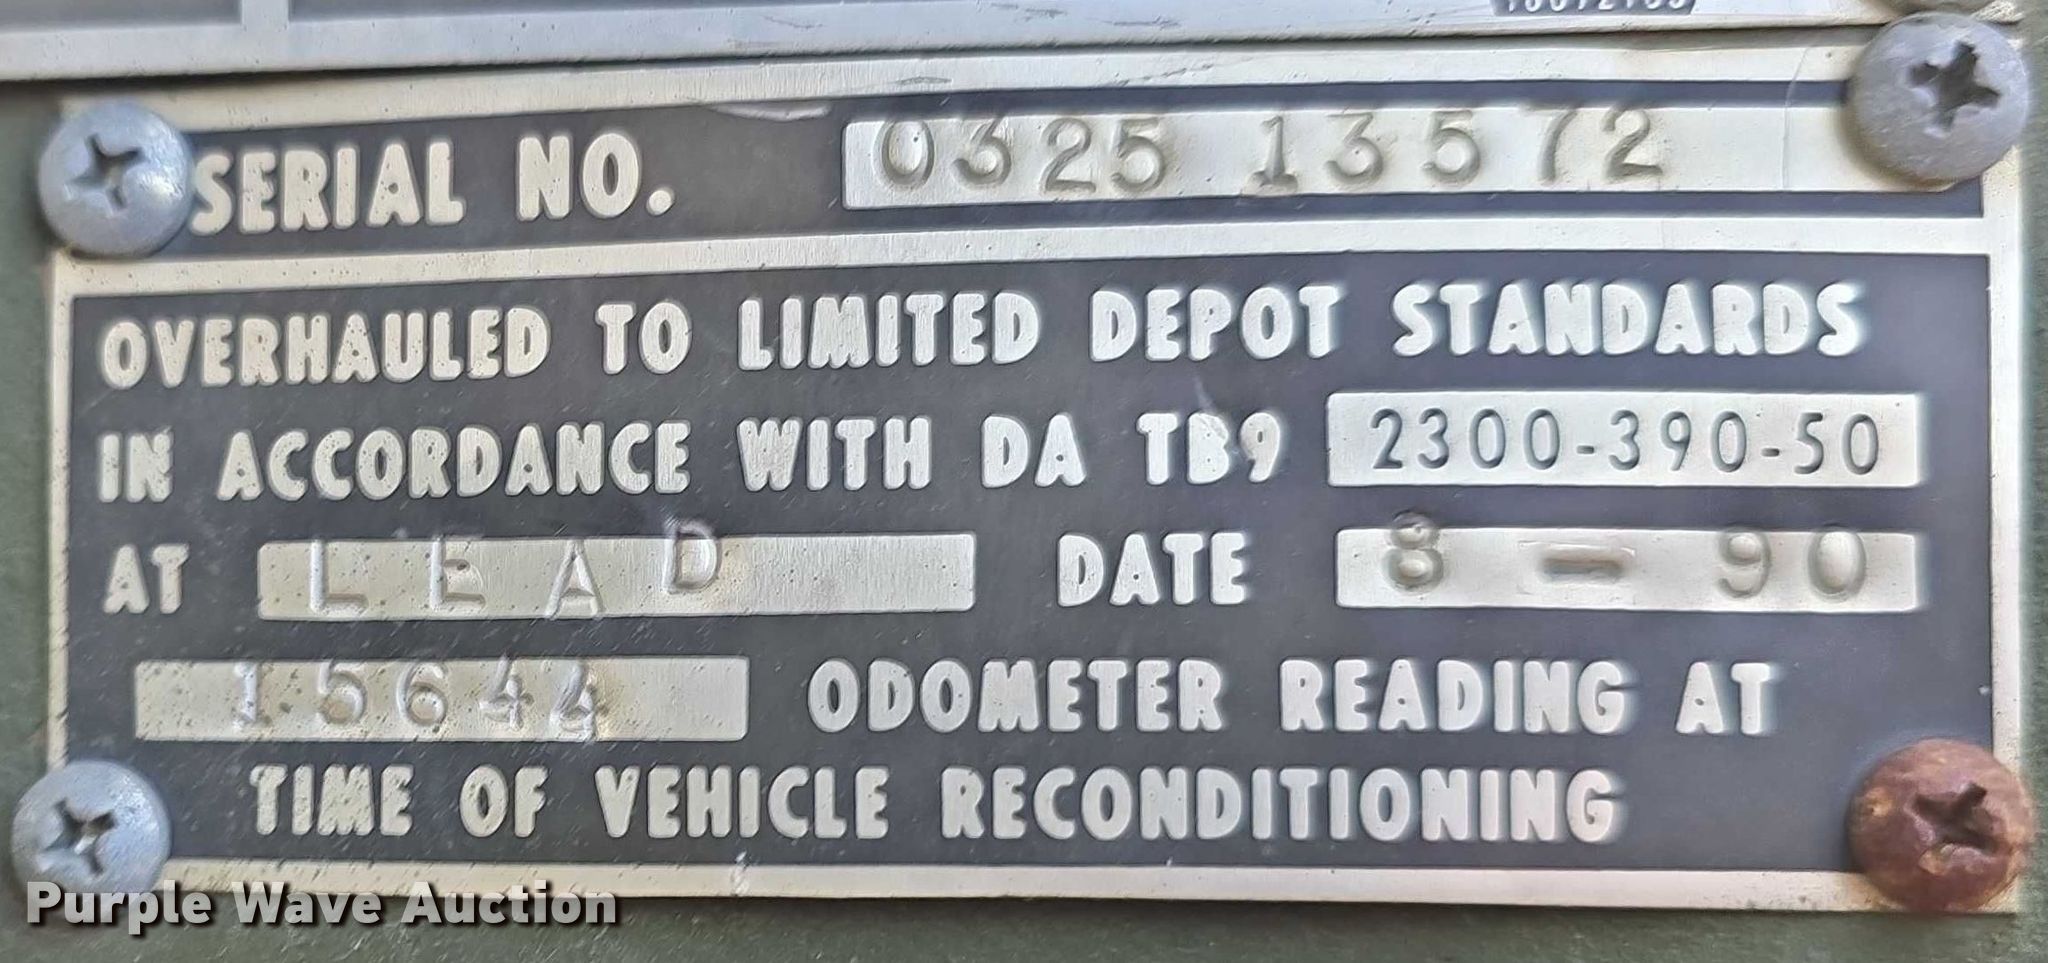 SERIAL NO. 0325 13572
OVERHAULED TO LIMITED DEPOT STANDARDS
IN ACCORDANCE WITH DA TB9 2300-390-50
AT LEAD DATE 8-90
15644 ODOMETER READING AT
TIME OF VEHICLE RECONDITIONING
Purple Wave Auction